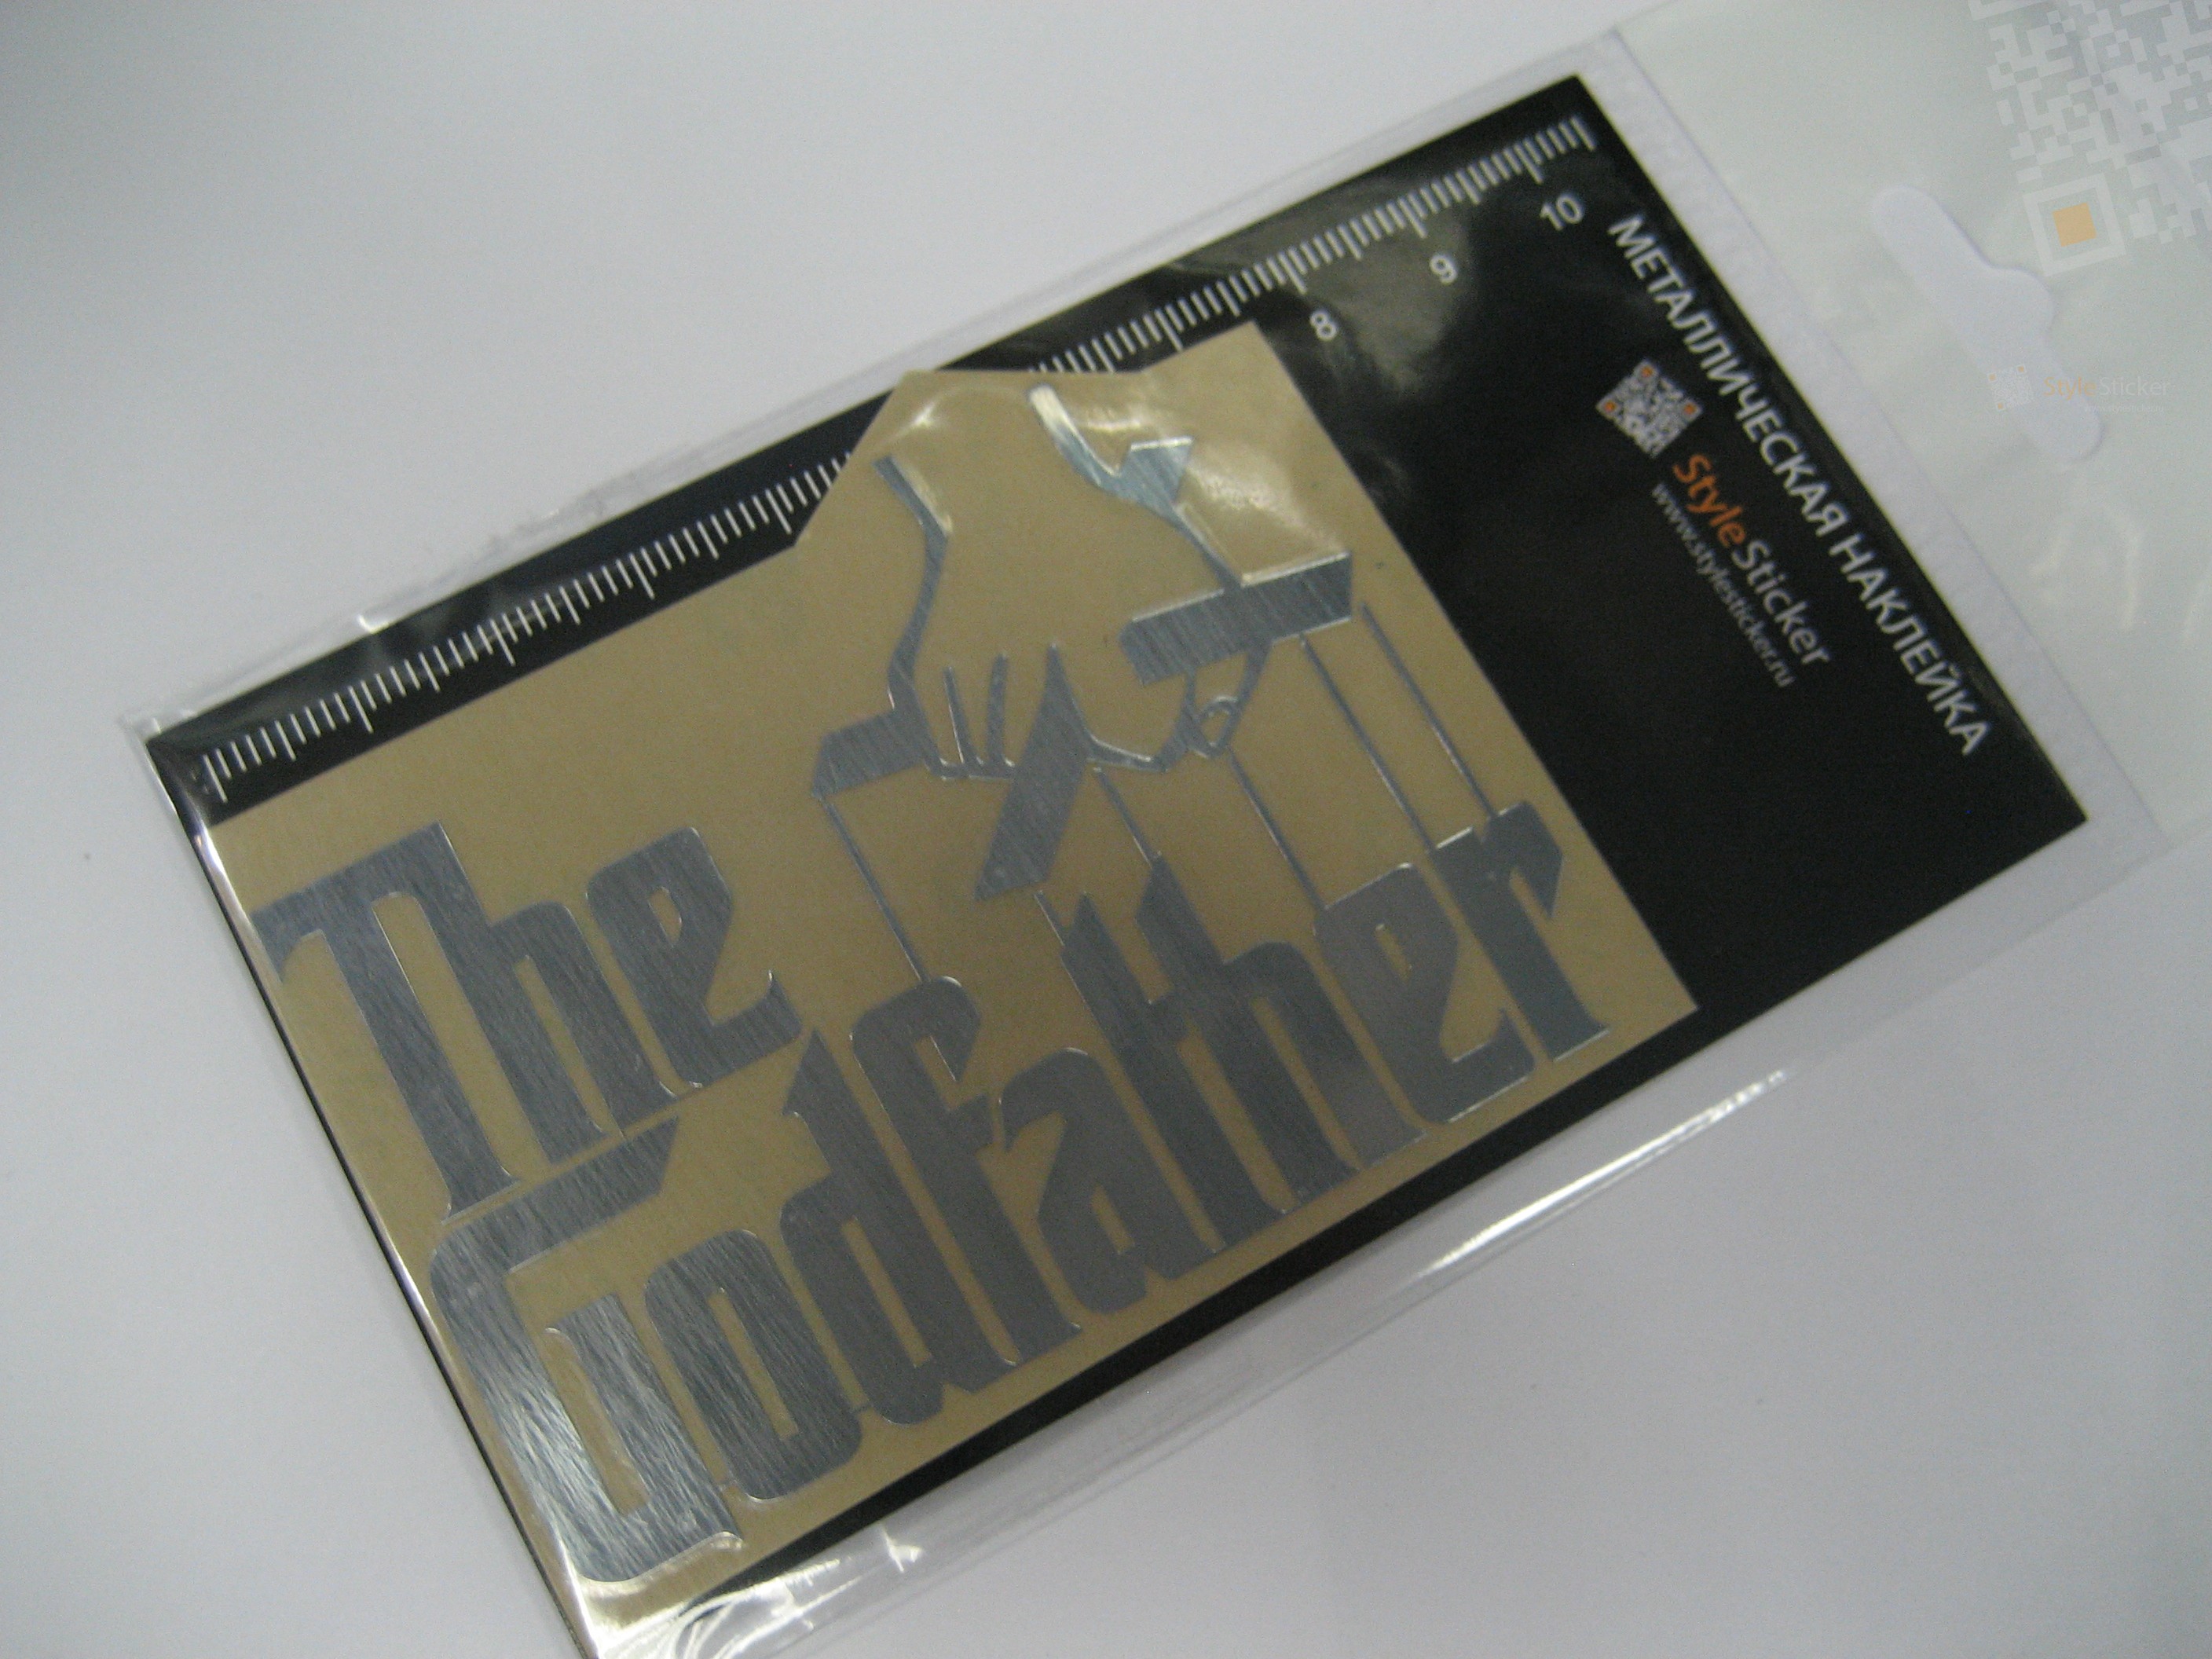 МЕТАЛЛИЧЕСКАЯ НАКЛЕЙКА
StyleSticker
www.stylesticker.ru
10
9
8
The
Godfather
StyleSticker